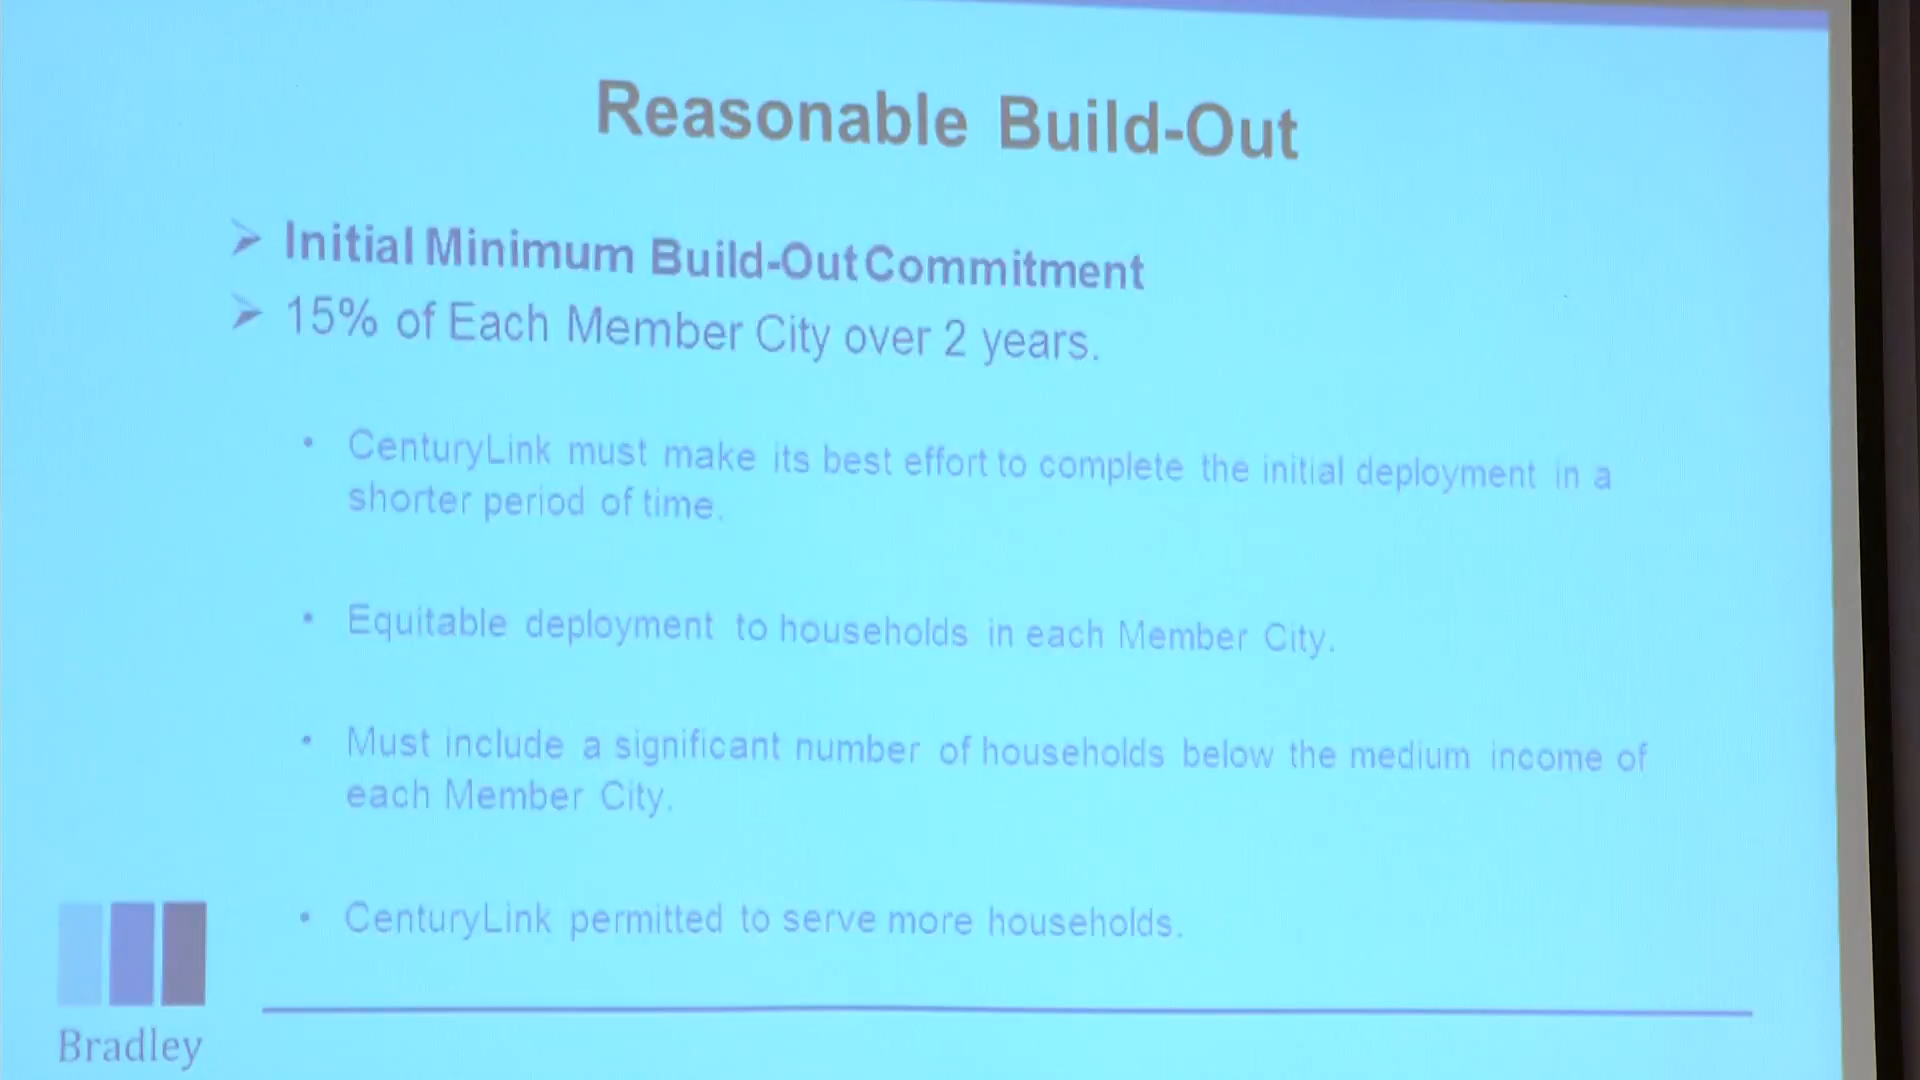 Reasonable Build-Out
➢ Initial Minimum Build-Out Commitment
➢ 15% of Each Member City over 2 years.
• CenturyLink must make its best effort to complete the initial deployment in a
shorter period of time.
• Equitable deployment to households in each Member City.
• Must include a significant number of households below the medium income of
each Member City.
• CenturyLink permitted to serve more households.
Bradley